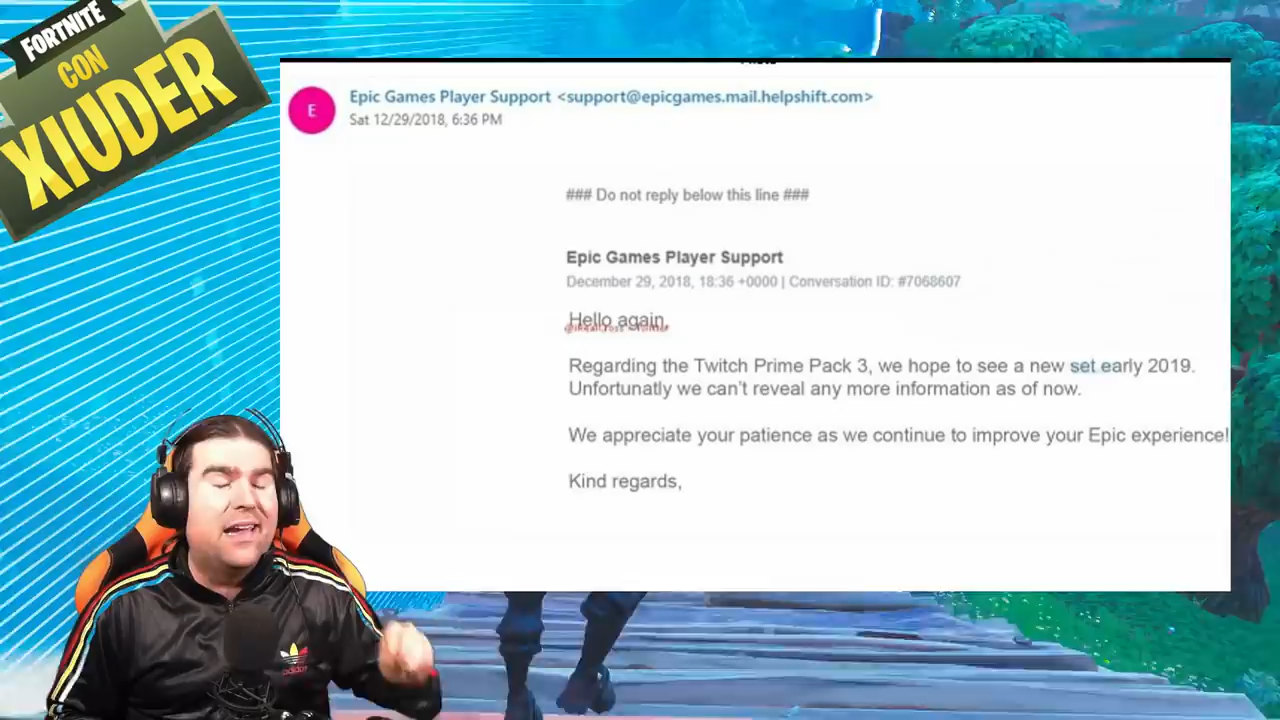 FORTNITE
CON
XIUDER
E
Epic Games Player Support <support@epicgames.mail.helpshift.com>
Sat 12/29/2018, 6:36 PM
### Do not reply below this line ###
Epic Games Player Support
December 29, 2018, 18:36 +0000 | Conversation ID: #7068607
Hello again,
Regarding the Twitch Prime Pack 3, we hope to see a new set early 2019.
Unfortunatly we can't reveal any more information as of now.
We appreciate your patience as we continue to improve your Epic experience!
Kind regards,
adidas